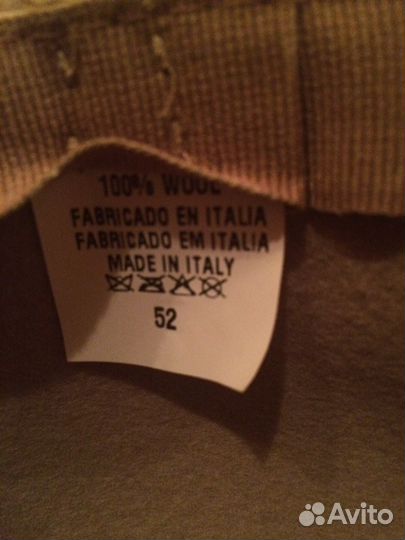 100% WOOL
FABRICADO EN ITALIA
FABRICADO EM ITALIA
MADE IN ITALY
52
Avito